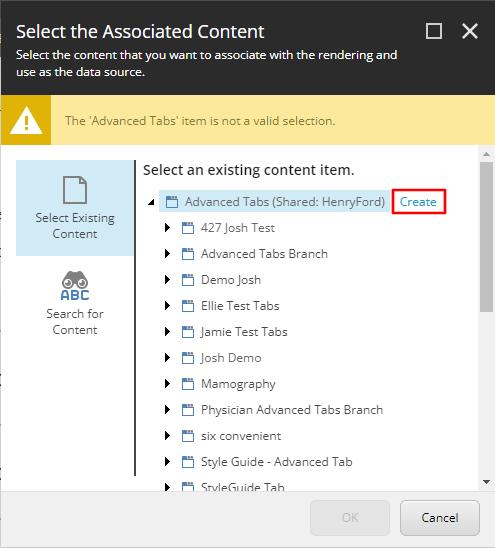 Select the Associated Content
Select the content that you want to associate with the rendering and
use as the data source.
The 'Advanced Tabs' item is not a valid selection.
Select Existing
Content
ABC
Search for
Content
Select an existing content item.
Advanced Tabs (Shared: HenryFord) Create
427 Josh Test
Advanced Tabs Branch
Demo Josh
Ellie Test Tabs
Jamie Test Tabs
Josh Demo
Mamography
Physician Advanced Tabs Branch
six convenient
Style Guide - Advanced Tab
StyleGuide Tab
OK Cancel